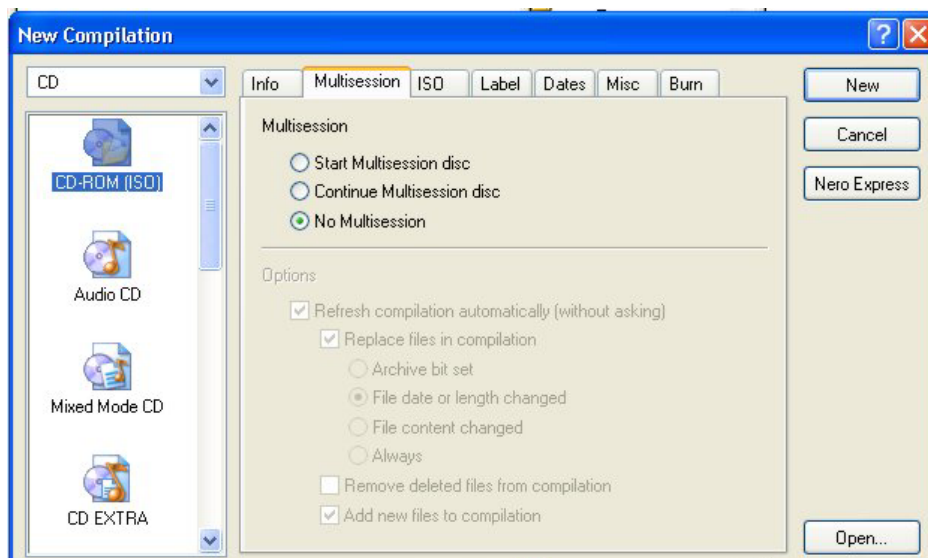 New Compilation
CD
CD-ROM (ISO)
Audio CD
Mixed Mode CD
CD EXTRA
Info Multisession ISO Label Dates Misc Burn
Multisession
Start Multisession disc
Continue Multisession disc
No Multisession
Options
Refresh compilation automatically (without asking)
Replace files in compilation
Archive bit set
File date or length changed
File content changed
Always
Remove deleted files from compilation
Add new files to compilation
New
Cancel
Nero Express
Open...